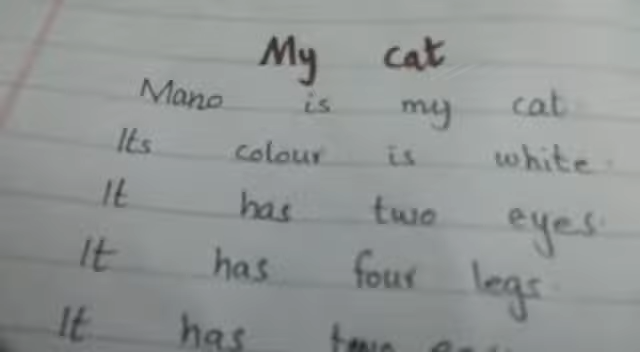 My cat
Mano is my cat
Its colour is white.
It has two eyes.
It has four legs.
It has two